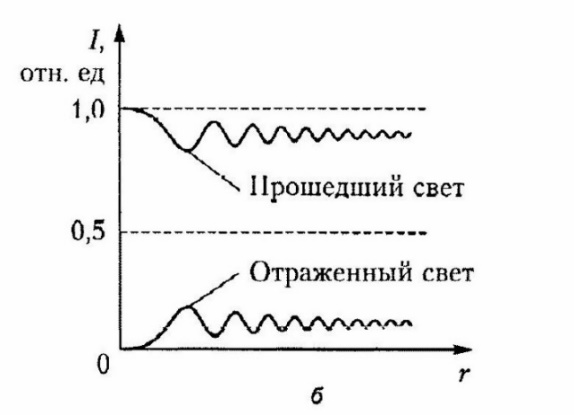 I,
отн. ед
1,0
Прошедший свет
0,5
Отраженный свет
0
r
б